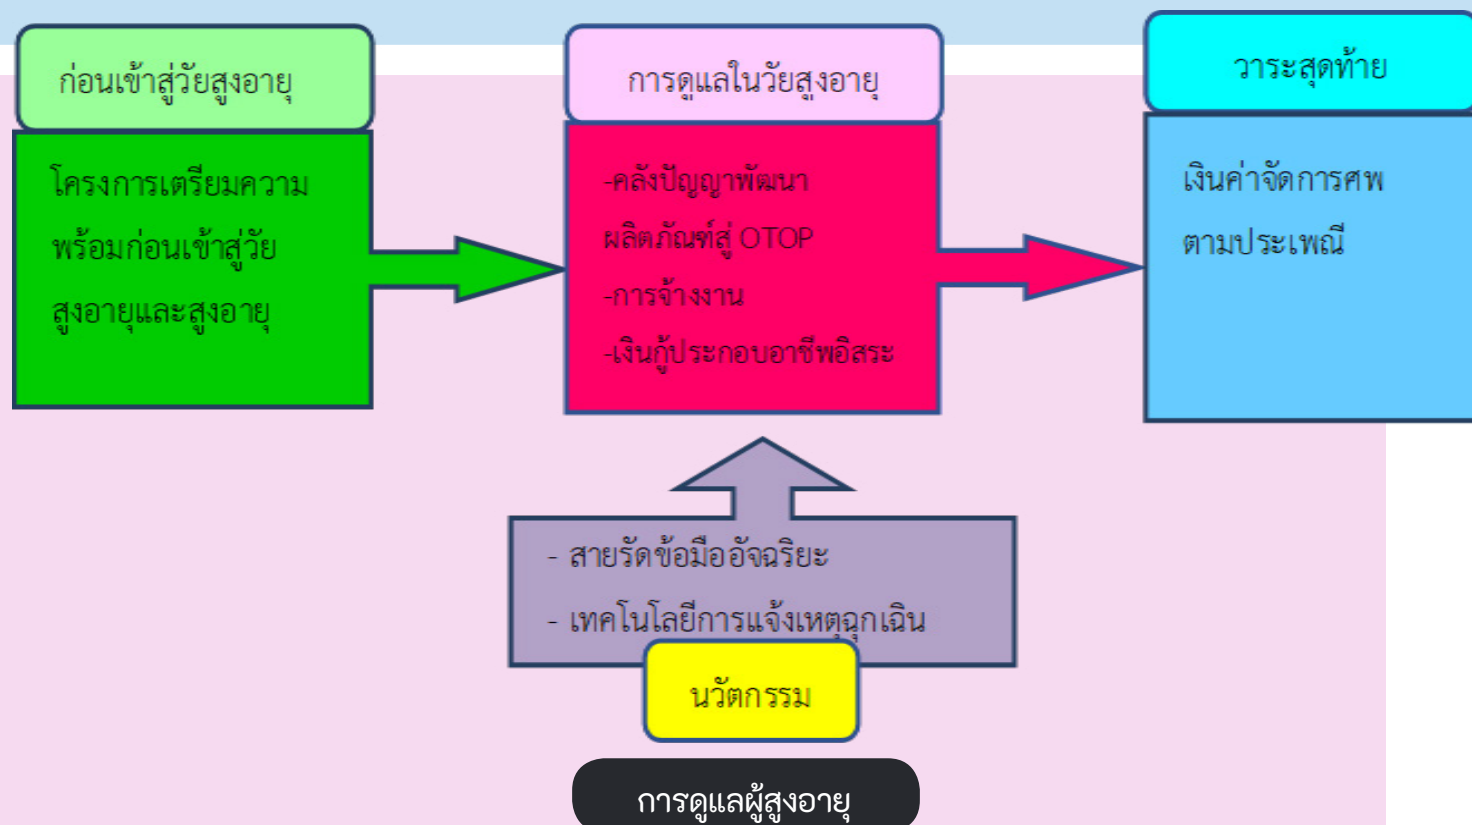 ก่อนเข้าสู่วัยสูงอายุ
โครงการเตรียมความ
พร้อมก่อนเข้าสู่วัย
สูงอายุและสูงอายุ
การดูแลในวัยสูงอายุ
-คลังปัญญาพัฒนา
ผลิตภัณฑ์สู่ OTOP
-การจ้างงาน
-เงินกู้ประกอบอาชีพอิสระ
วาระสุดท้าย
เงินค่าจัดการศพ
ตามประเพณี
- สายรัดข้อมืออัจฉริยะ
- เทคโนโลยีการแจ้งเหตุฉุกเฉิน
นวัตกรรม
การดูแลผู้สูงอายุ